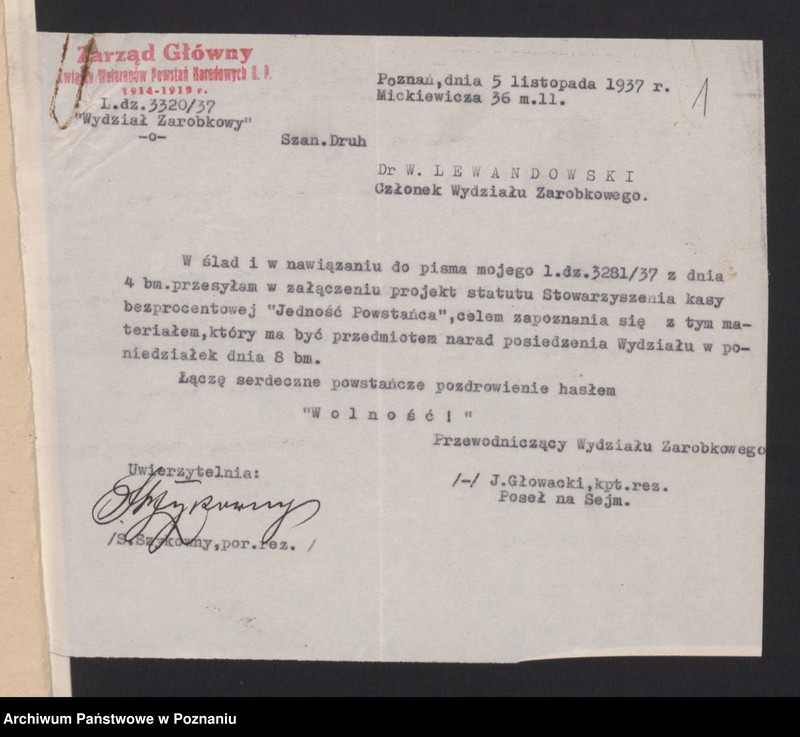 Zarząd Główny
Związku Weteranów Powstań Narodowych R. P.
1914-1919 r.
L.dz.3320/37
"Wydział Zarobkowy"
-o-
Poznań,dnia 5 listopada 1937 r.
Mickiewicza 36 m.11.
1
Szan.Druh
Dr W. L E W A N D O W S K I
Członek Wydziału Zarobkowego.
W ślad i w nawiązaniu do pisma mojego l.dz.3281/37 z dnia
4 bm.przesyłam w załączeniu projekt statutu Stowarzyszenia kasy
bezprocentowej "Jedność Powstańca",celem zapoznania się z tym ma-
teriałem,który ma być przedmiotem narad posiedzenia Wydziału w po-
niedziałek dnia 8 bm.
Łączę serdeczne powstańcze pozdrowienie hasłem
"W o l n o ś ć ! "
Przewodniczący Wydziału Zarobkowego
/-/ J.Głowacki,kpt.rez.
Poseł na Sejm.
Uwierzytelnia:
S.Szykowny
/S.Szykowny,por.rez. /
Archiwum Państwowe w Poznaniu